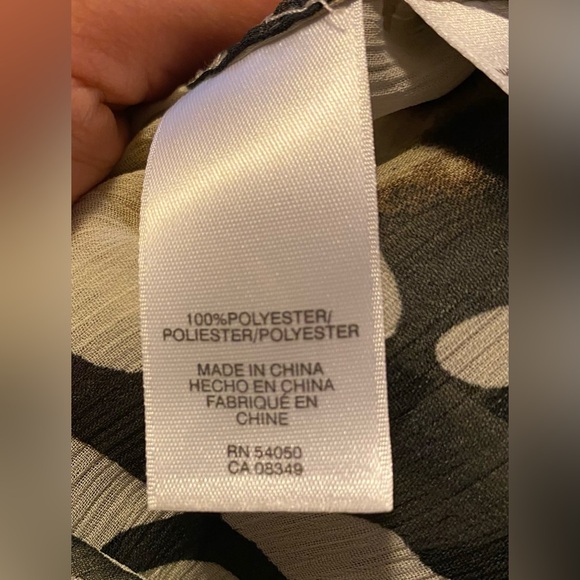 100%POLYESTER/
POLIESTER/POLYESTER
MADE IN CHINA
HECHO EN CHINA
FABRIQUÉ EN
CHINE
RN 54050
CA 08349